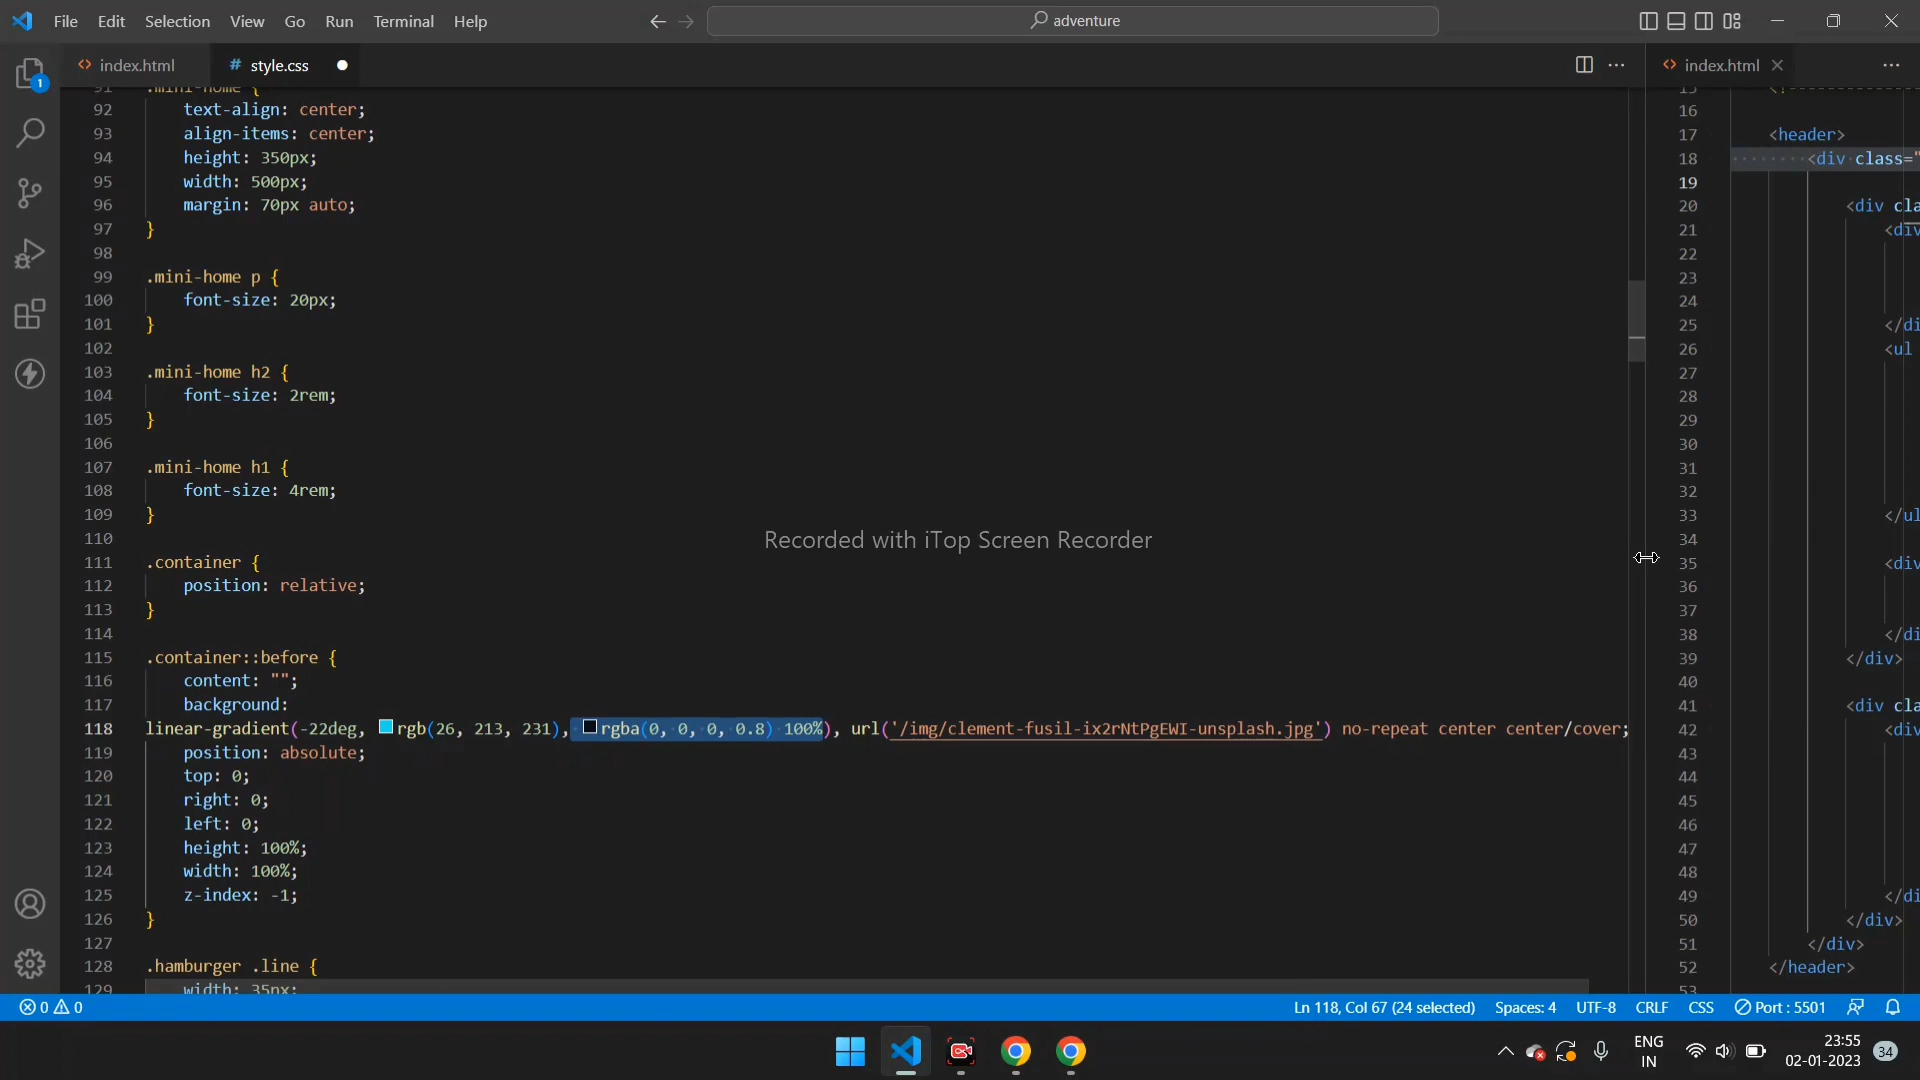 File Edit Selection View Go Run Terminal Help
adventure
index.html
# style.css
index.html
1
91 .mini-home {
92 text-align: center;
93 align-items: center;
94 height: 350px;
95 width: 500px;
96 margin: 70px auto;
97 }
98
99 .mini-home p {
100 font-size: 20px;
101 }
102
103 .mini-home h2 {
104 font-size: 2rem;
105 }
106
107 .mini-home h1 {
108 font-size: 4rem;
109 }
110
111 .container {
112 position: relative;
113 }
114
115 .container::before {
116 content: "";
117 background:
118 linear-gradient(-22deg, rgb(26, 213, 231), rgba(0, 0, 0, 0.8) 100%), url('/img/clement-fusil-ix2rNtPgEWI-unsplash.jpg') no-repeat center center/cover;
119 position: absolute;
120 top: 0;
121 right: 0;
122 left: 0;
123 height: 100%;
124 width: 100%;
125 z-index: -1;
126 }
127
128 .hamburger .line {
129 width: 35px;
Recorded with iTop Screen Recorder
15 <!----------------
16
17 <header>
18 <div class="
19
20 <div cla
21 <div
22
23
24
25 </di
26 <ul
27
28
29
30
31
32
33 </ul
34
35 <div
36
37
38 </di
39 </div>
40
41 <div cla
42 <div
43
44
45
46
47
48
49 </di
50 </div>
51 </div>
52 </header>
53
0 0
Ln 118, Col 67 (24 selected) Spaces: 4 UTF-8 CRLF CSS Port : 5501
ENG
IN
23:55
02-01-2023
34